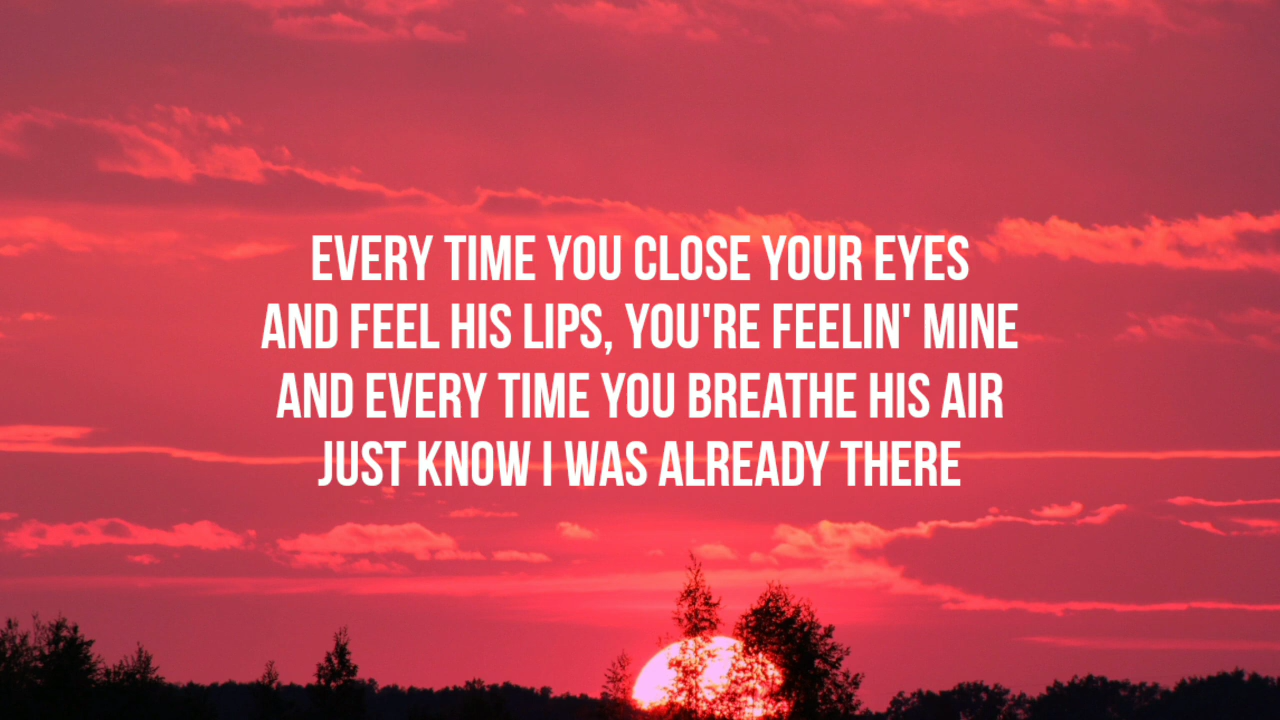 EVERY TIME YOU CLOSE YOUR EYES
AND FEEL HIS LIPS, YOU'RE FEELIN' MINE
AND EVERY TIME YOU BREATHE HIS AIR
JUST KNOW I WAS ALREADY THERE